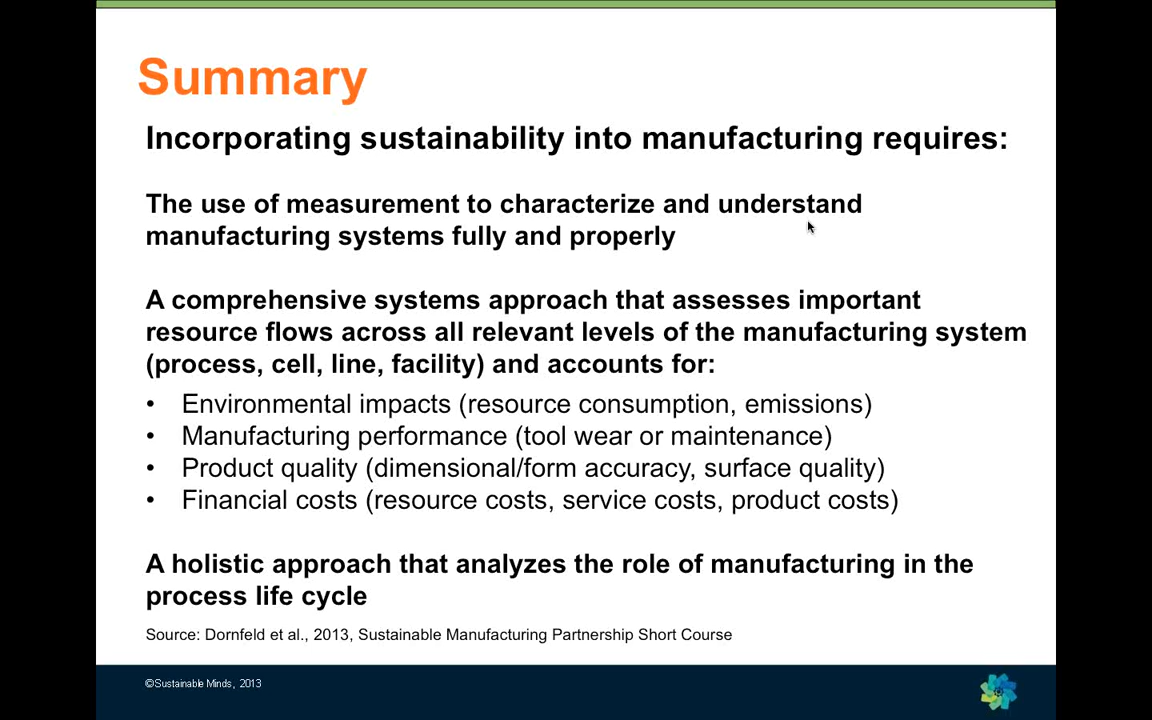 Summary
Incorporating sustainability into manufacturing requires:
The use of measurement to characterize and understand
manufacturing systems fully and properly
A comprehensive systems approach that assesses important
resource flows across all relevant levels of the manufacturing system
(process, cell, line, facility) and accounts for:
• Environmental impacts (resource consumption, emissions)
• Manufacturing performance (tool wear or maintenance)
• Product quality (dimensional/form accuracy, surface quality)
• Financial costs (resource costs, service costs, product costs)
A holistic approach that analyzes the role of manufacturing in the
process life cycle
Source: Dornfeld et al., 2013, Sustainable Manufacturing Partnership Short Course
©Sustainable Minds, 2013